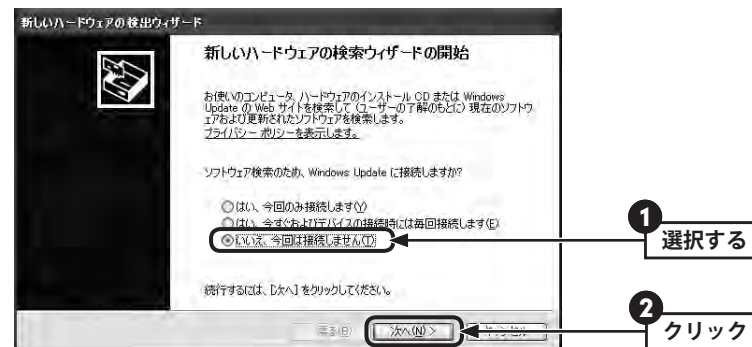 新しいハードウェアの検出ウィザード
新しいハードウェアの検索ウィザードの開始
お使いのコンピュータ、ハードウェアのインストール CD または Windows
Update の Web サイトを検索して (ユーザーの了解のもとに) 現在のソフトウ
ェアおよび更新されたソフトウェアを検索します。
プライバシー ポリシーを表示します。
ソフトウェア検索のため、Windows Update に接続しますか?
はい、今回のみ接続します(Y)
はい、今すぐおよびデバイスの接続時には毎回接続します(E)
いいえ、今回は接続しません(T)
1
選択する
続行するには、[次へ] をクリックしてください。
戻る(B)
次へ(N) >
2
クリック